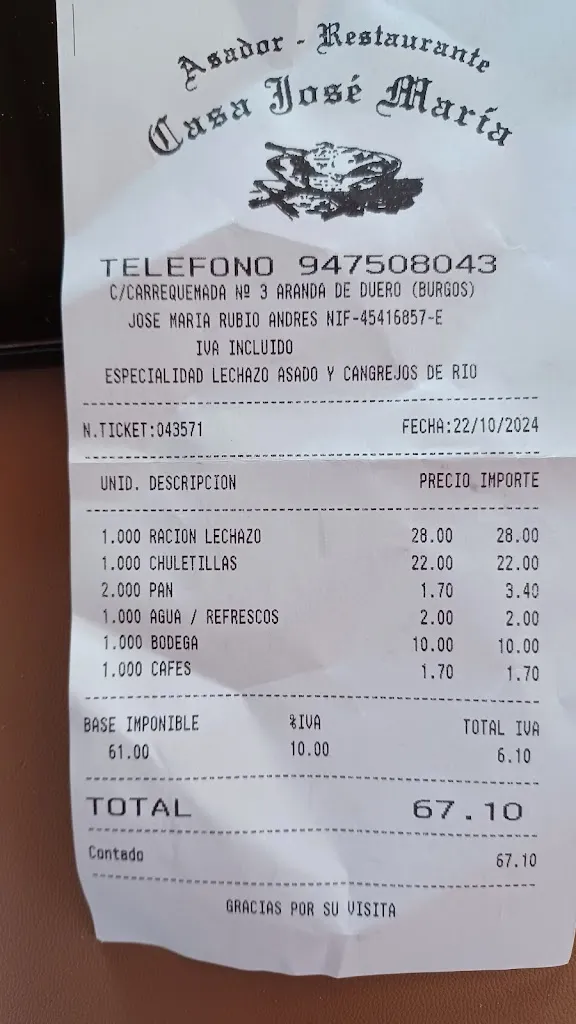 Asador - Restaurante
Casa José María
TELEFONO 947508043
C/CARREQUEMADA Nº 3 ARANDA DE DUERO (BURGOS)
JOSE MARIA RUBIO ANDRES NIF-45416857-E
IVA INCLUIDO
ESPECIALIDAD LECHAZO ASADO Y CANGREJOS DE RIO
N.TICKET:043571 FECHA:22/10/2024
UNID. DESCRIPCION PRECIO IMPORTE
1.000 RACION LECHAZO 28.00 28.00
1.000 CHULETILLAS 22.00 22.00
2.000 PAN 1.70 3.40
1.000 AGUA / REFRESCOS 2.00 2.00
1.000 BODEGA 10.00 10.00
1.000 CAFES 1.70 1.70
BASE IMPONIBLE %IVA TOTAL IVA
61.00 10.00 6.10
TOTAL 67.10
Contado 67.10
GRACIAS POR SU VISITA